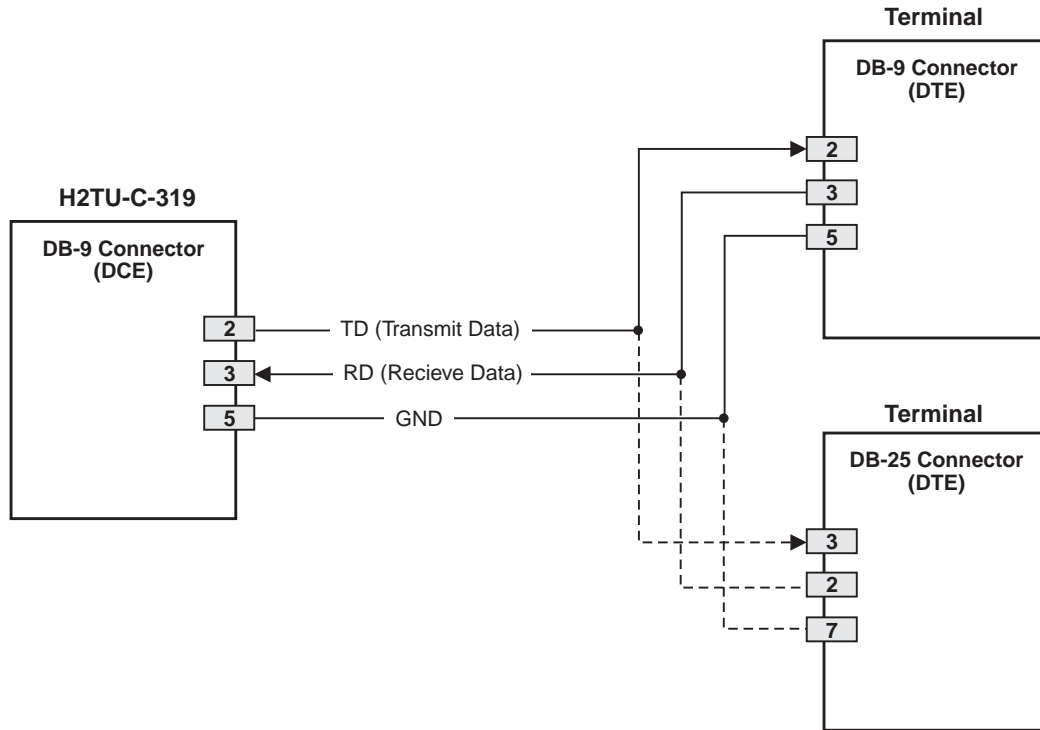 Terminal
DB-9 Connector
(DTE)
2
3
5
H2TU-C-319
DB-9 Connector
(DCE)
2
TD (Transmit Data)
3
RD (Recieve Data)
5
GND
Terminal
DB-25 Connector
(DTE)
3
2
7